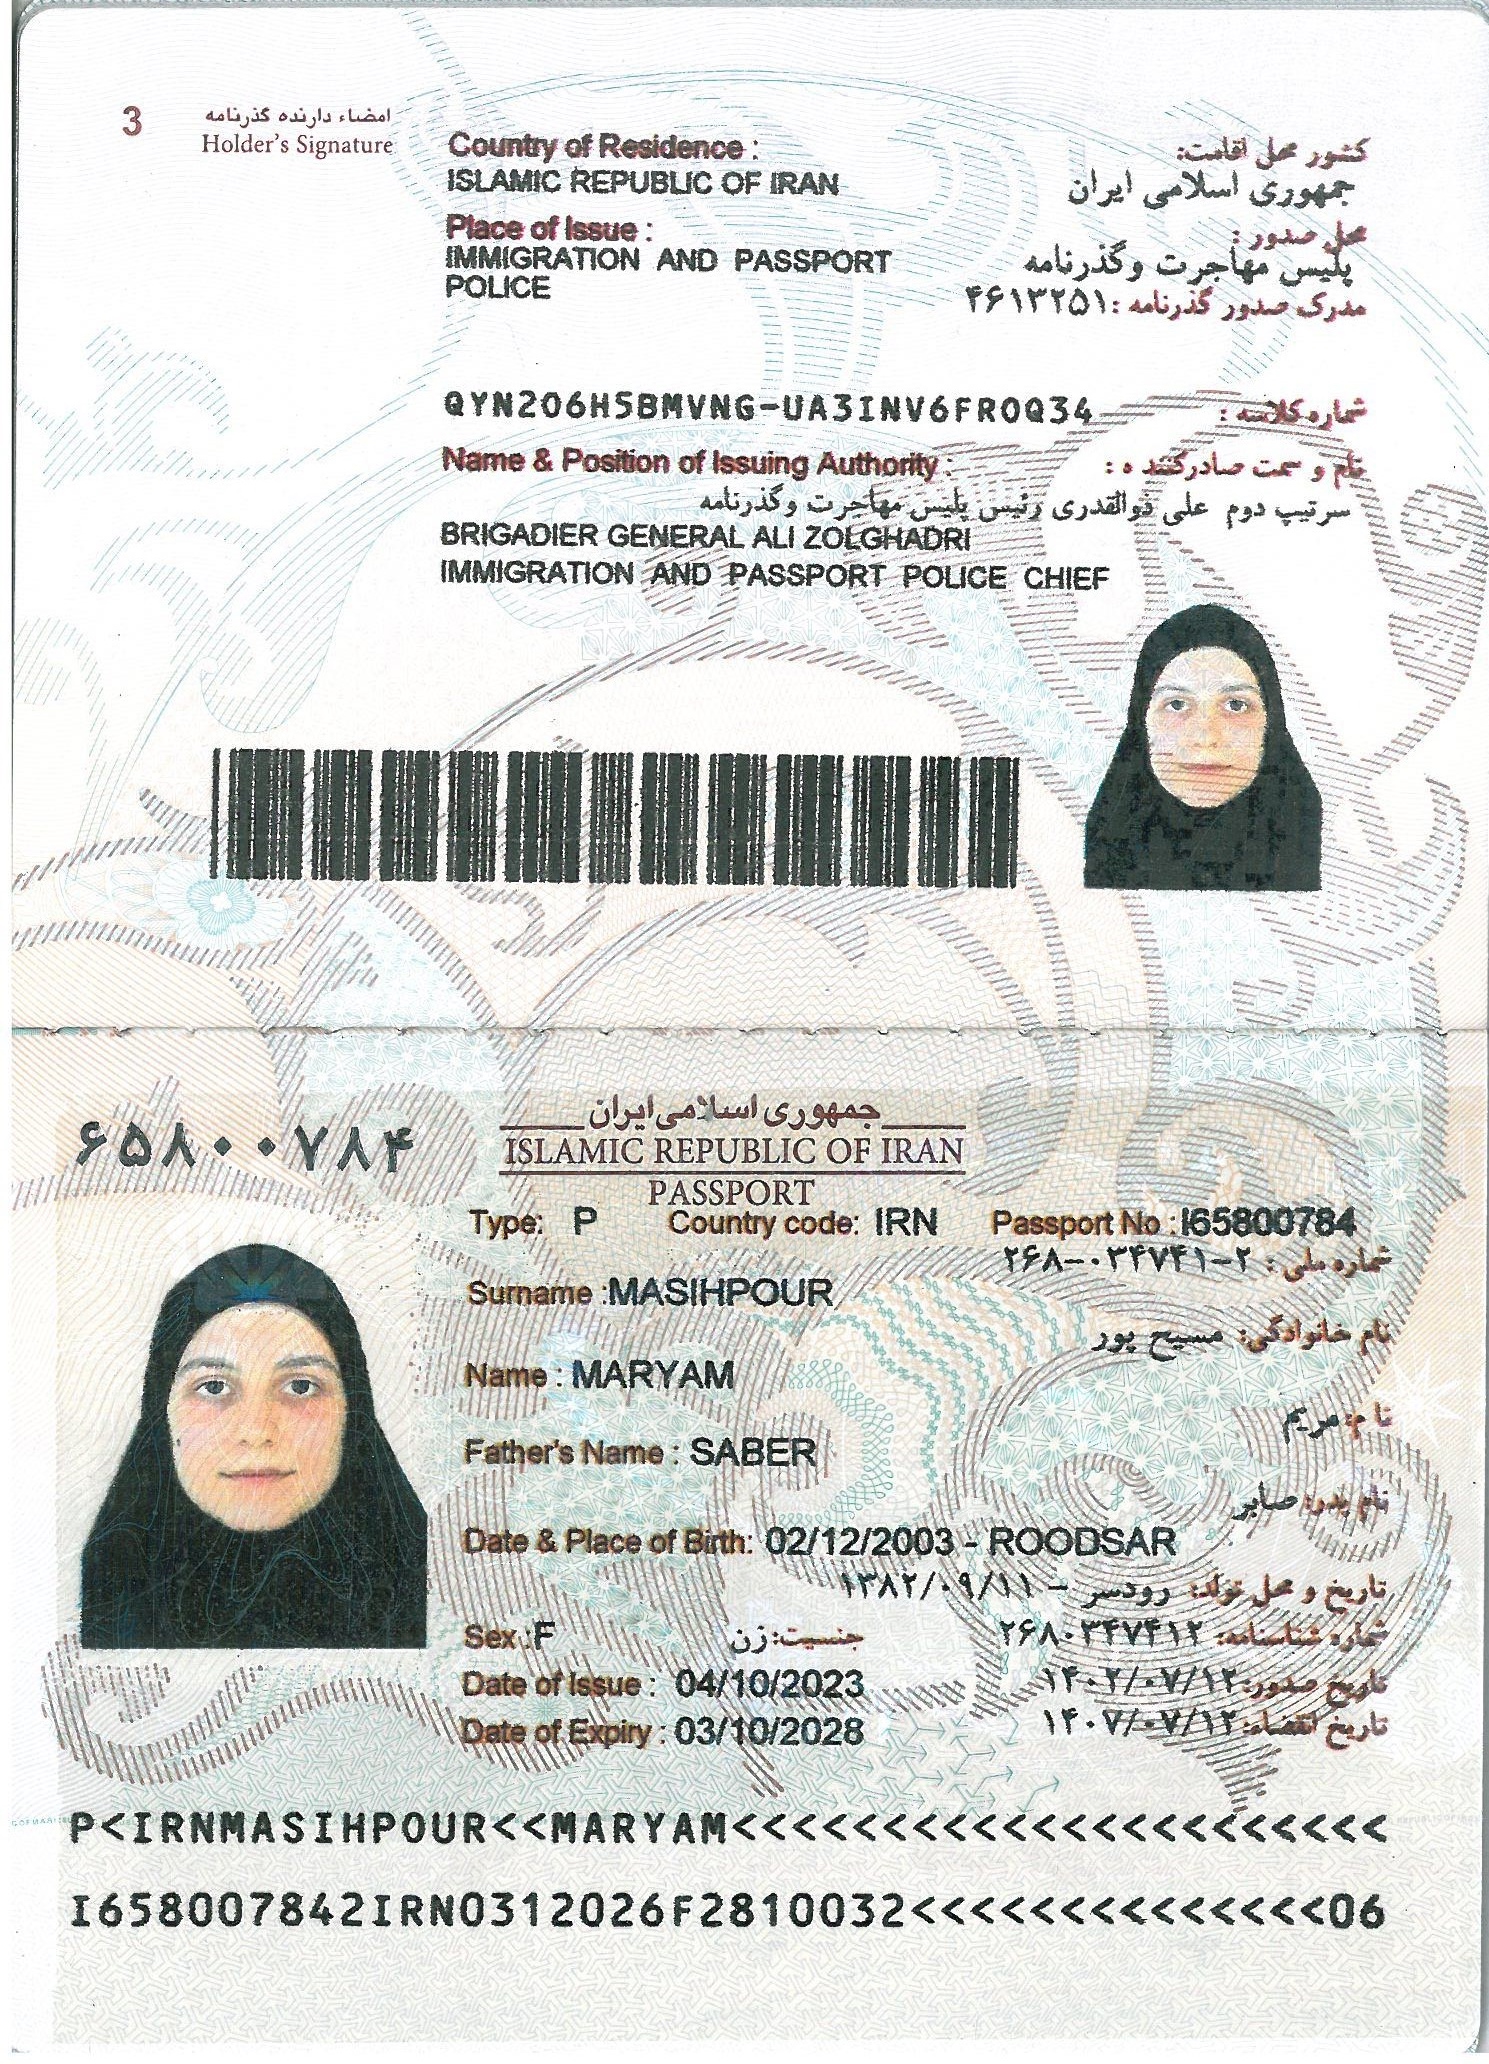 3
امضاء دارنده گذرنامه
Holder's Signature
Country of Residence :
کشور محل اقامت:
ISLAMIC REPUBLIC OF IRAN
جمهوری اسلامی ایران
Place of Issue :
محل صدور :
IMMIGRATION AND PASSPORT
POLICE
پلیس مهاجرت وگذرنامه
مدرک صدور گذرنامه : ۴۶۱۳۲۵۱
QYN206H5BMVNG-UA3INV6FR0Q34
شماره کلاسه :
Name & Position of Issuing Authority :
نام و سمت صادرکننده :
سرتیپ دوم علی ذوالقدری رئیس پلیس مهاجرت وگذرنامه
BRIGADIER GENERAL ALI ZOLGHADRI
IMMIGRATION AND PASSPORT POLICE CHIEF
۶۵۸۰۰۷۸۴
جمهوری اسلامی ایران
ISLAMIC REPUBLIC OF IRAN
PASSPORT
Type: P Country code: IRN Passport No : I65800784
شماره ملی : ۲۶۸-۰۳۴۷۴۱-۲
Surname :MASIHPOUR
نام خانوادگی: مسیح پور
Name : MARYAM
نام: مریم
Father's Name : SABER
نام پدر: صابر
Date & Place of Birth: 02/12/2003 - ROODSAR
تاریخ و محل تولد: رودسر - ۱۳۸۲/۰۹/۱۱
Sex :F
جنسیت: زن
شماره شناسنامه: ۲۶۸۰۳۴۷۴۱۲
Date of Issue : 04/10/2023
تاریخ صدور: ۱۴۰۲/۰۷/۱۲
Date of Expiry : 03/10/2028
تاریخ انقضاء: ۱۴۰۷/۰۷/۱۲
P<IRNMASIHPOUR<<MARYAM<<<<<<<<<<<<<<<<<<<<<<
I658007842IRN0312026F2810032<<<<<<<<<<<<<<06